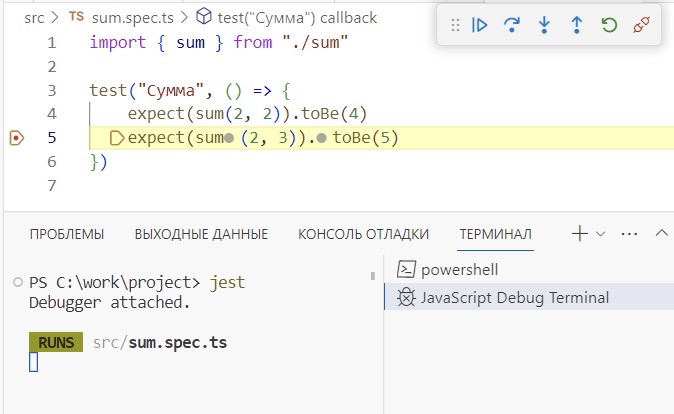 src > TS sum.spec.ts > test("Сумма") callback
1 import { sum } from "./sum"
2
3 test("Сумма", () => {
4 expect(sum(2, 2)).toBe(4)
5 expect(sum(2, 3)).toBe(5)
6 })
7
ПРОБЛЕМЫ ВЫХОДНЫЕ ДАННЫЕ КОНСОЛЬ ОТЛАДКИ ТЕРМИНАЛ
PS C:\work\project> jest
Debugger attached.
RUNS src/sum.spec.ts
powershell
JavaScript Debug Terminal